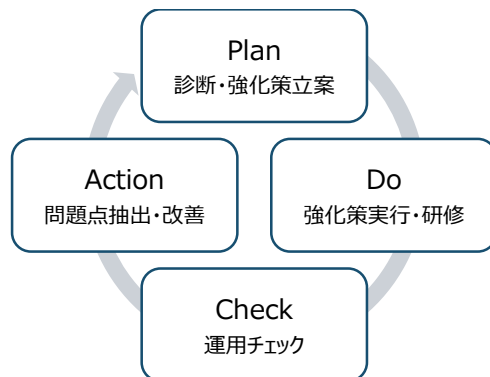 Plan
診断・強化策立案
Do
強化策実行・研修
Check
運用チェック
Action
問題点抽出・改善